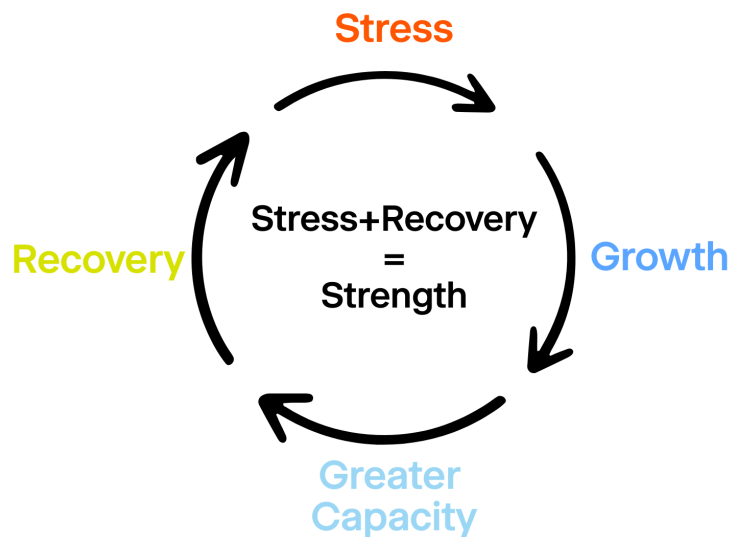 Stress
Stress+Recovery
=
Strength
Recovery
Growth
Greater
Capacity